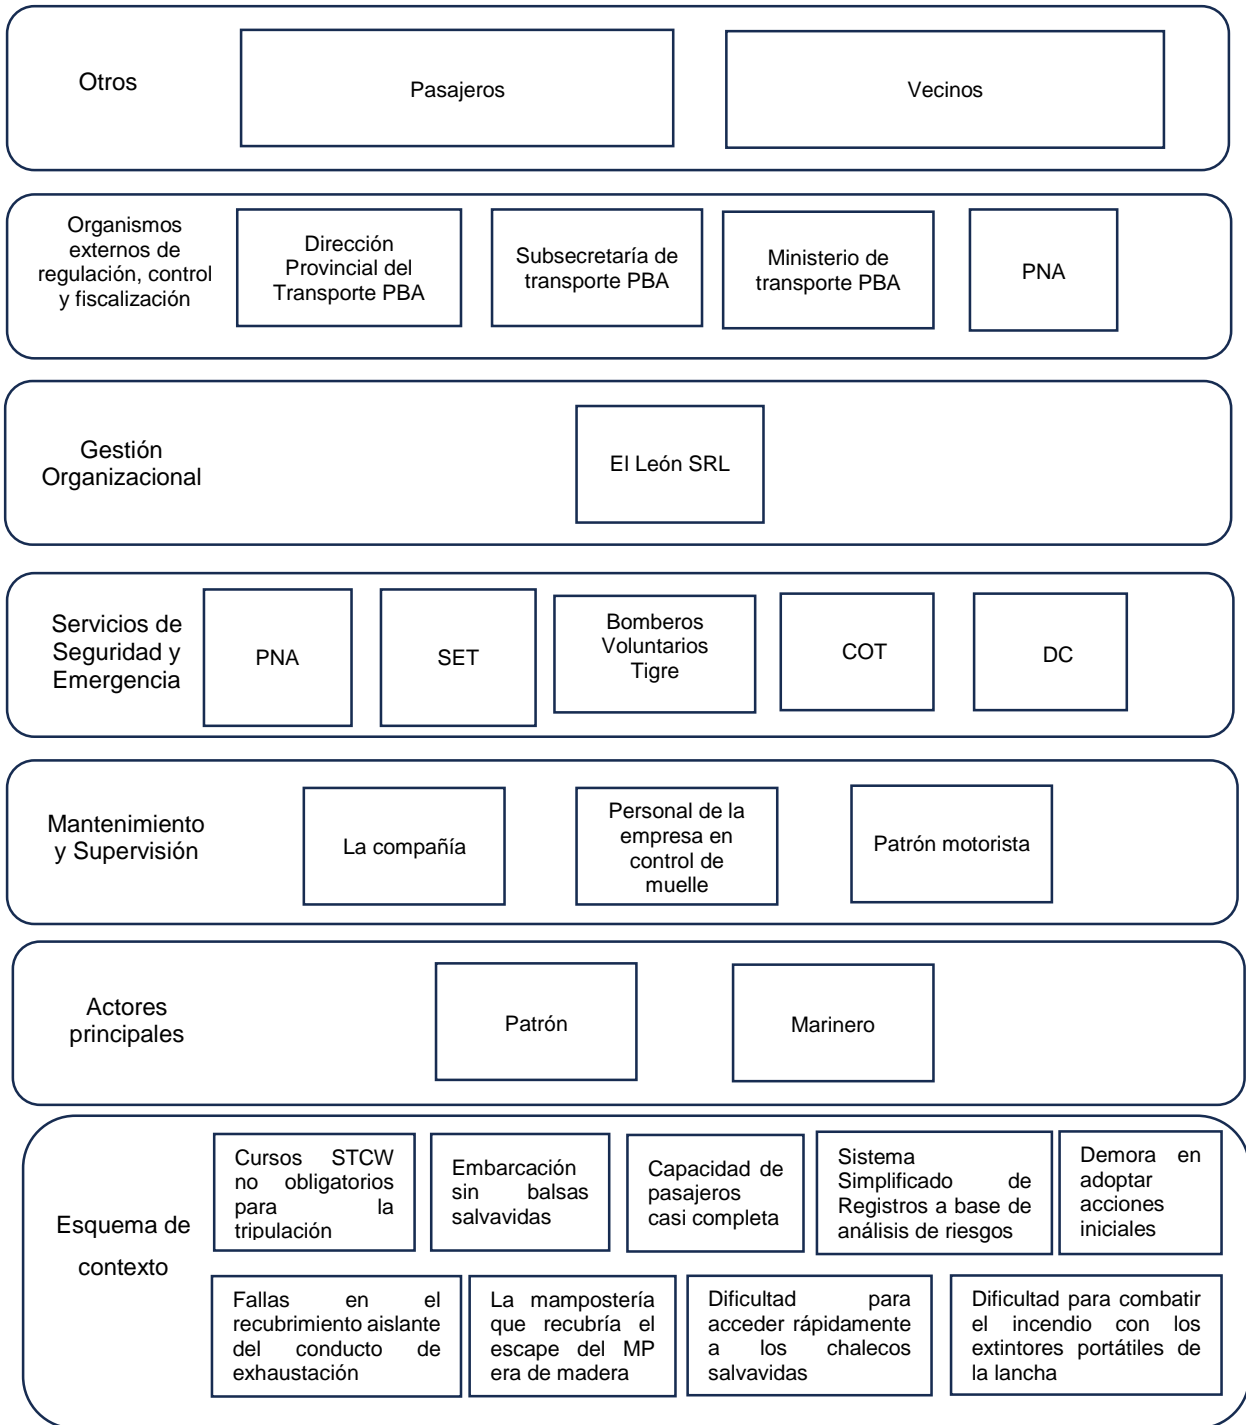 Otros
Pasajeros
Vecinos
Organismos
externos de
regulación, control
y fiscalización
Dirección
Provincial del
Transporte PBA
Subsecretaría de
transporte PBA
Ministerio de
transporte PBA
PNA
Gestión
Organizacional
El León SRL
Servicios de
Seguridad y
Emergencia
PNA
SET
Bomberos
Voluntarios
Tigre
COT
DC
Mantenimiento
y Supervisión
La compañía
Personal de la
empresa en
control de
muelle
Patrón motorista
Actores
principales
Patrón
Marinero
Esquema de
contexto
Cursos STCW
no obligatorios
para la
tripulación
Embarcación
sin balsas
salvavidas
Capacidad de
pasajeros
casi completa
Sistema
Simplificado de
Registros a base de
análisis de riesgos
Demora en
adoptar
acciones
iniciales
Fallas en el
recubrimiento aislante
del conducto de
exhaustación
La mampostería
que recubría el
escape del MP
era de madera
Dificultad para
acceder rápidamente
a los chalecos
salvavidas
Dificultad para combatir
el incendio con los
extintores portátiles de
la lancha